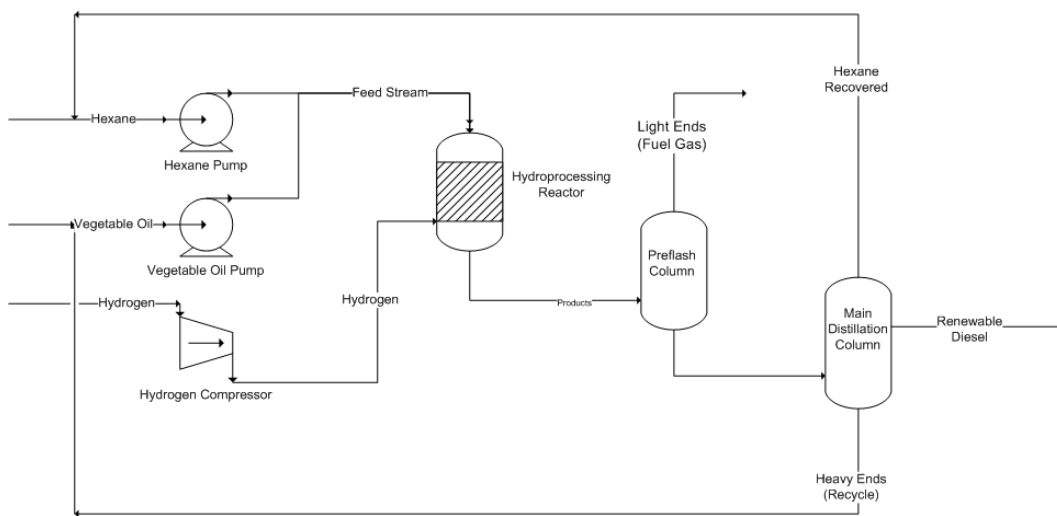 Hexane
Recovered
Feed Stream
Hexane
Light Ends
(Fuel Gas)
Hexane Pump
Hydroprocessing
Reactor
Vegetable Oil
Preflash
Column
Vegetable Oil Pump
Hydrogen
Hydrogen
Products
Main
Distillation
Column
Renewable
Diesel
Hydrogen Compressor
Heavy Ends
(Recycle)